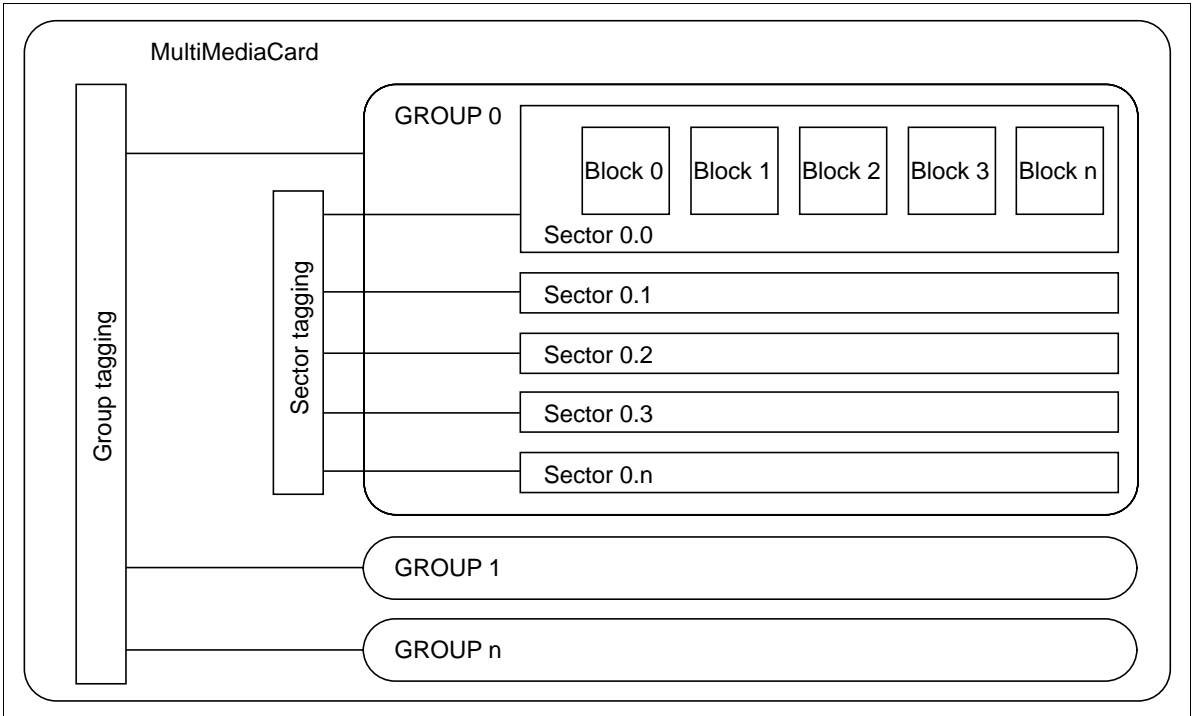 MultiMediaCard
Group tagging
Sector tagging
GROUP 0
Block 0
Block 1
Block 2
Block 3
Block n
Sector 0.0
Sector 0.1
Sector 0.2
Sector 0.3
Sector 0.n
GROUP 1
GROUP n